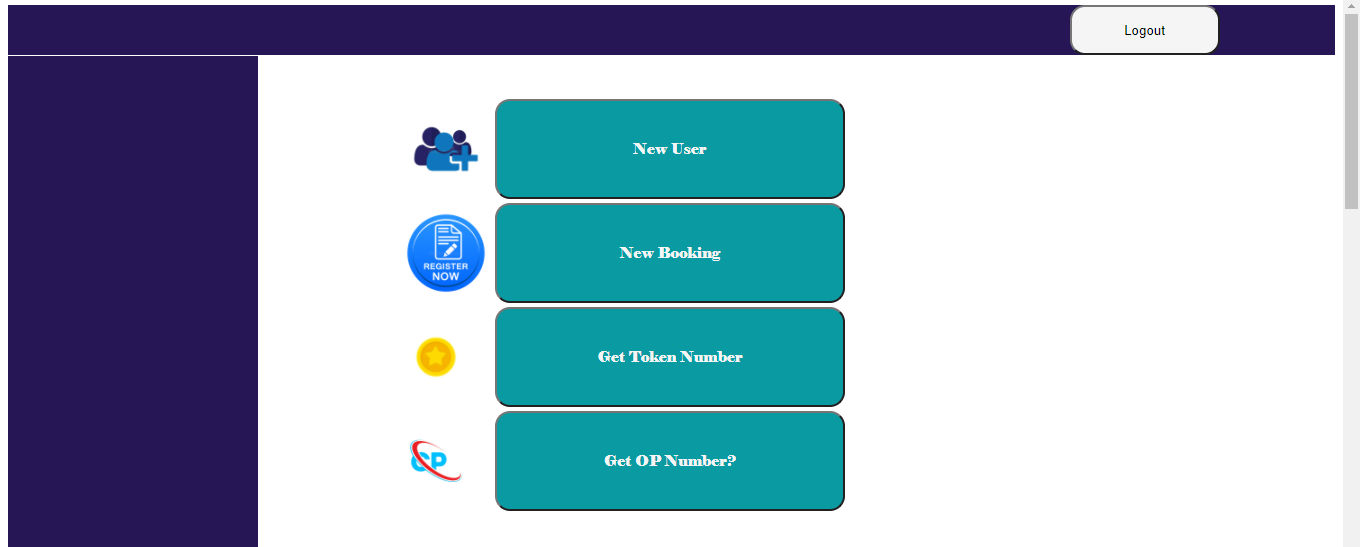 Logout
New User
REGISTER
NOW
New Booking
Get Token Number
OP
Get OP Number?